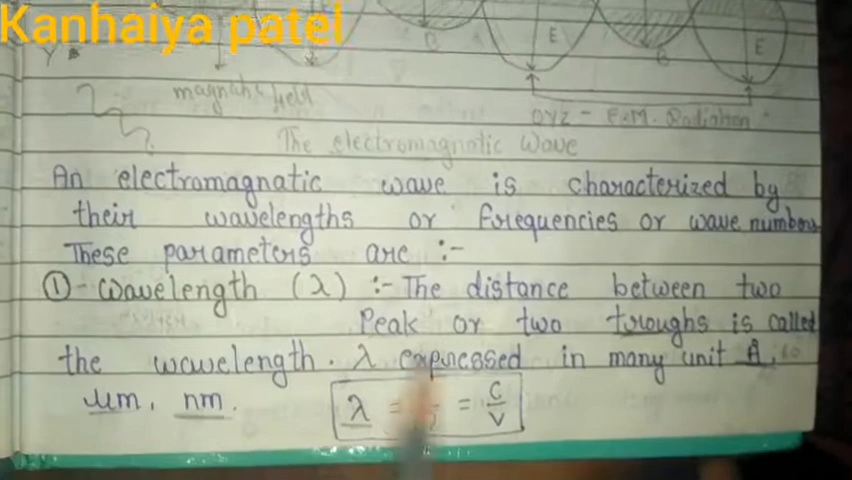 Kanhaiya patel
E
E
Y
B
magnatic field
OYZ - E.M. Radiation
The electromagnatic Wave
An electromagnatic wave is characterized by
their wavelengths or frequencies or wave numbers
These parameters are :-
① - Wavelength (λ) :- The distance between two
Peak or two troughs is called
the wavelength. λ expressed in many unit Å,
μm, nm.
λ = = C/ν